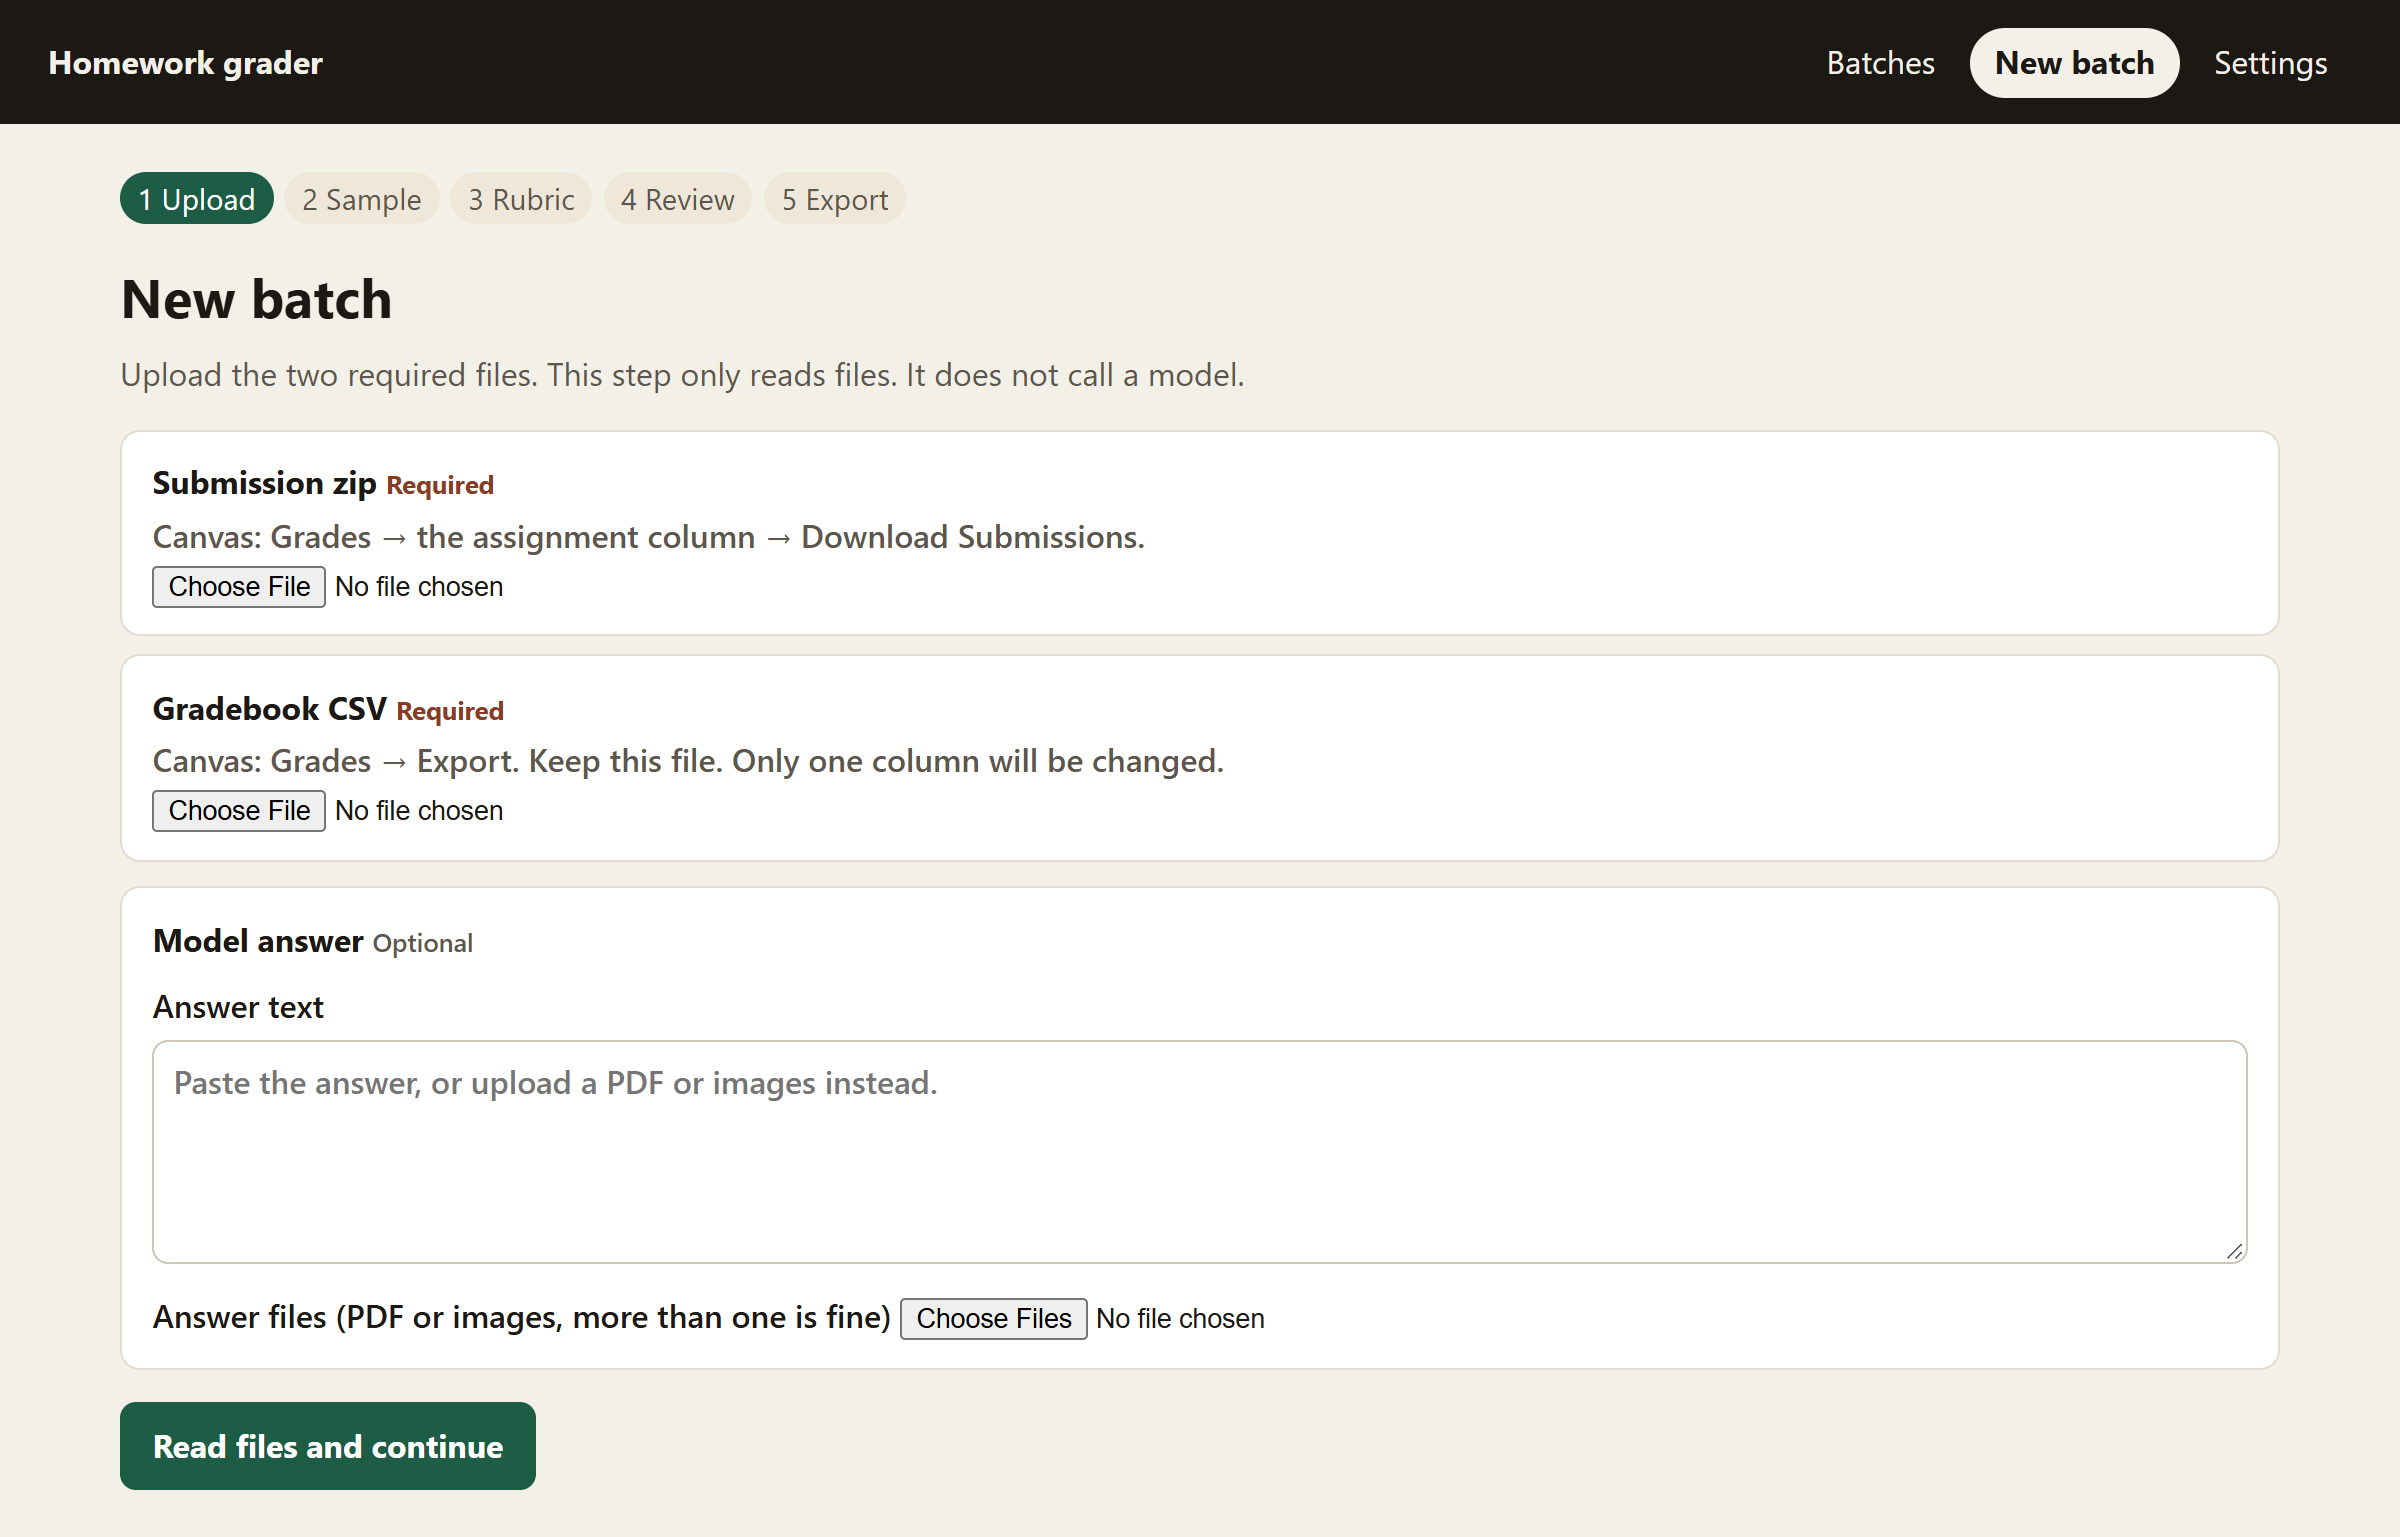 Homework grader
Batches New batch Settings
1 Upload 2 Sample 3 Rubric 4 Review 5 Export
New batch
Upload the two required files. This step only reads files. It does not call a model.
Submission zip Required
Canvas: Grades → the assignment column → Download Submissions.
Choose File No file chosen
Gradebook CSV Required
Canvas: Grades → Export. Keep this file. Only one column will be changed.
Choose File No file chosen
Model answer Optional
Answer text
Paste the answer, or upload a PDF or images instead.
Answer files (PDF or images, more than one is fine) Choose Files No file chosen
Read files and continue